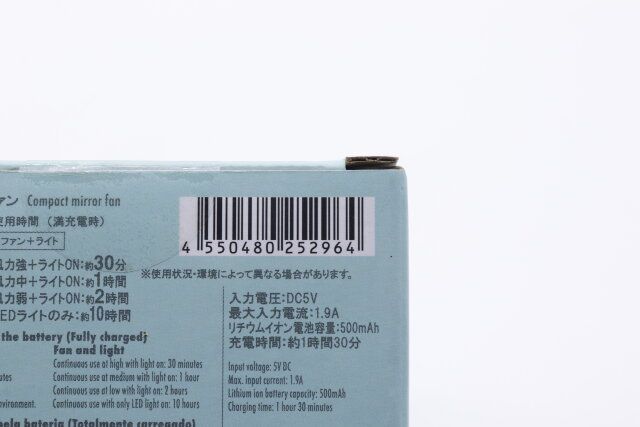 ァン Compact mirror fan
使用時間 (満充電時)
ファン+ライト
風力強+ライトON:約30分
風力中+ライトON:約1時間
風力弱+ライトON:約2時間
LEDライトのみ:約10時間
4 550480 252964
※使用状況・環境によって異なる場合があります。
入力電圧:DC5V
最大入力電流:1.9A
リチウムイオン電池容量:500mAh
充電時間:約1時間30分
the battery (Fully charged)
Fan and light
Continuous use at high with light on: 30 minutes
Continuous use at medium with light on: 1 hour
Continuous use at low with light on: 2 hours
Continuous use with only LED light on: 10 hours
nutes
nvironment.
Input voltage: 5V DC
Max. input current: 1.9A
Lithium ion battery capacity: 500mAh
Charging time: 1 hour 30 minutes
bela bateria (Totalmente carregado)